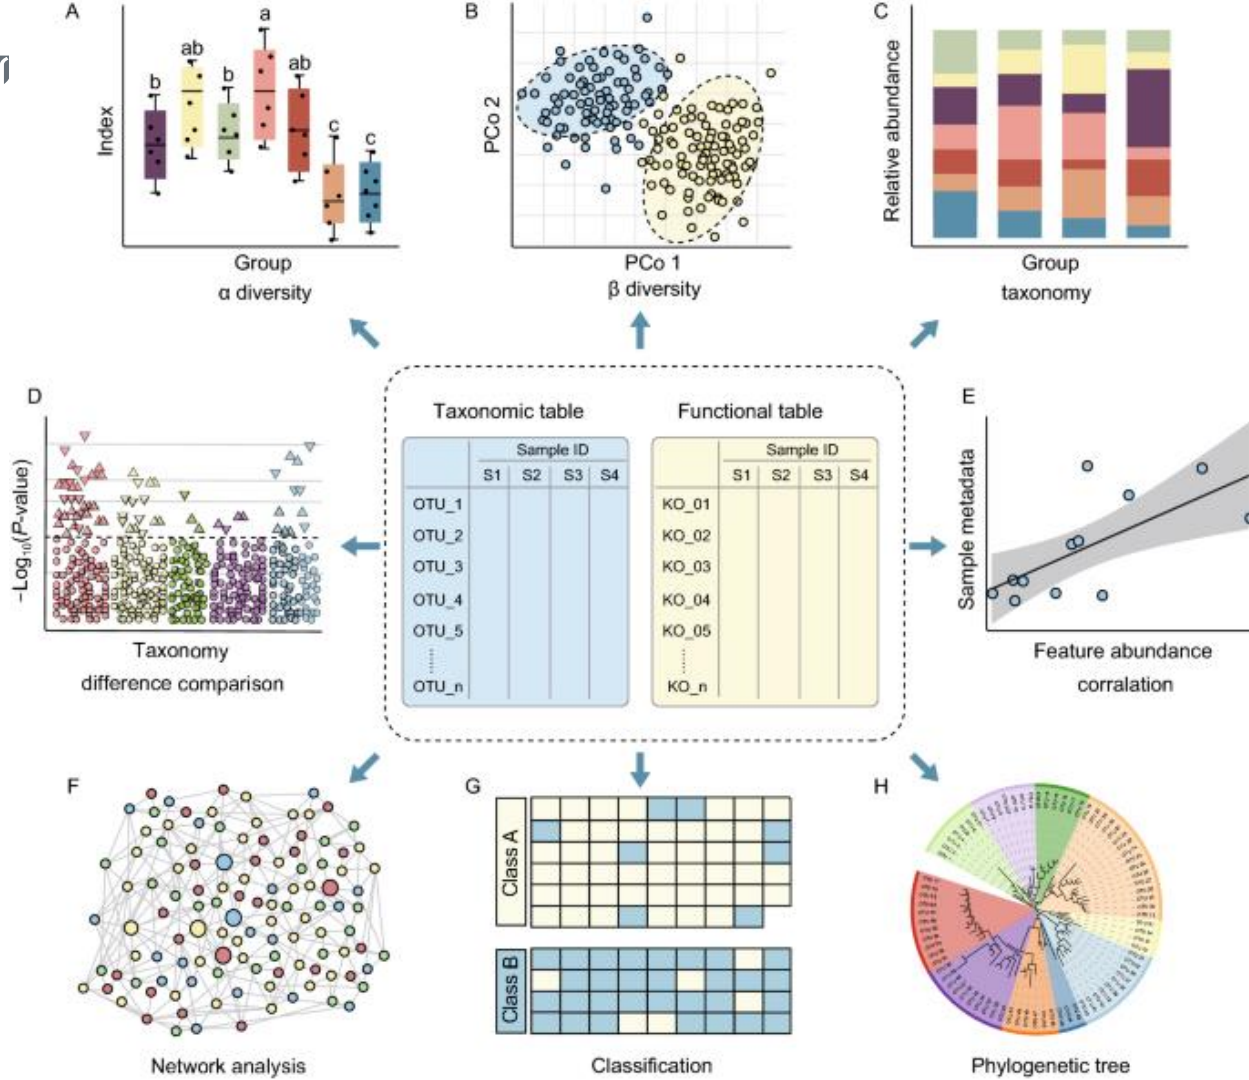 A
B
C
a
ab
ab
b
b
c
c
Index
PCo 2
Relative abundance
Group
PCo 1
Group
α diversity
β diversity
taxonomy
D
E
Taxonomic table
Functional table
Sample ID
Sample ID
S1 S2 S3 S4
S1 S2 S3 S4
OTU_1
OTU_2
OTU_3
OTU_4
OTU_5
OTU_n
KO_01
KO_02
KO_03
KO_04
KO_05
KO_n
−Log₁₀(P-value)
Sample metadata
Taxonomy
difference comparison
Feature abundance
corralation
F
G
H
Class A
Class B
Network analysis
Classification
Phylogenetic tree